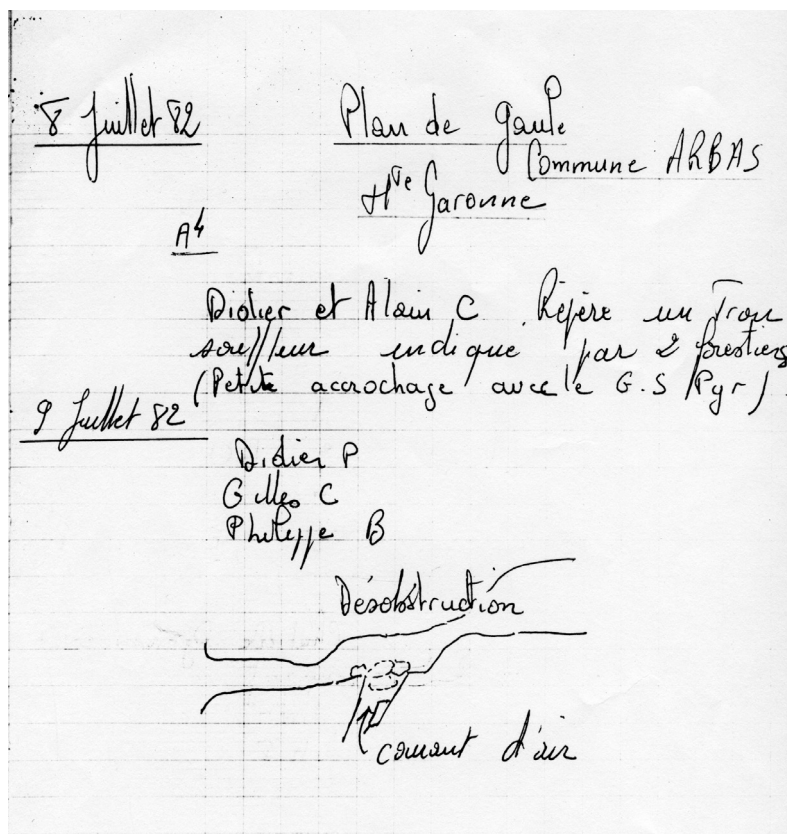 8 Juillet 82
Plan de gaule
Commune ARBAS
Hte Garonne
A4
Didier et Alain C. Repère un Trou
souffleur indique par 2 forestiers
(Petite accrochage avec le G.S Pyr).
9 Juillet 82
Didier P
Gilles C
Philippe B
Désobstruction
courant d'air